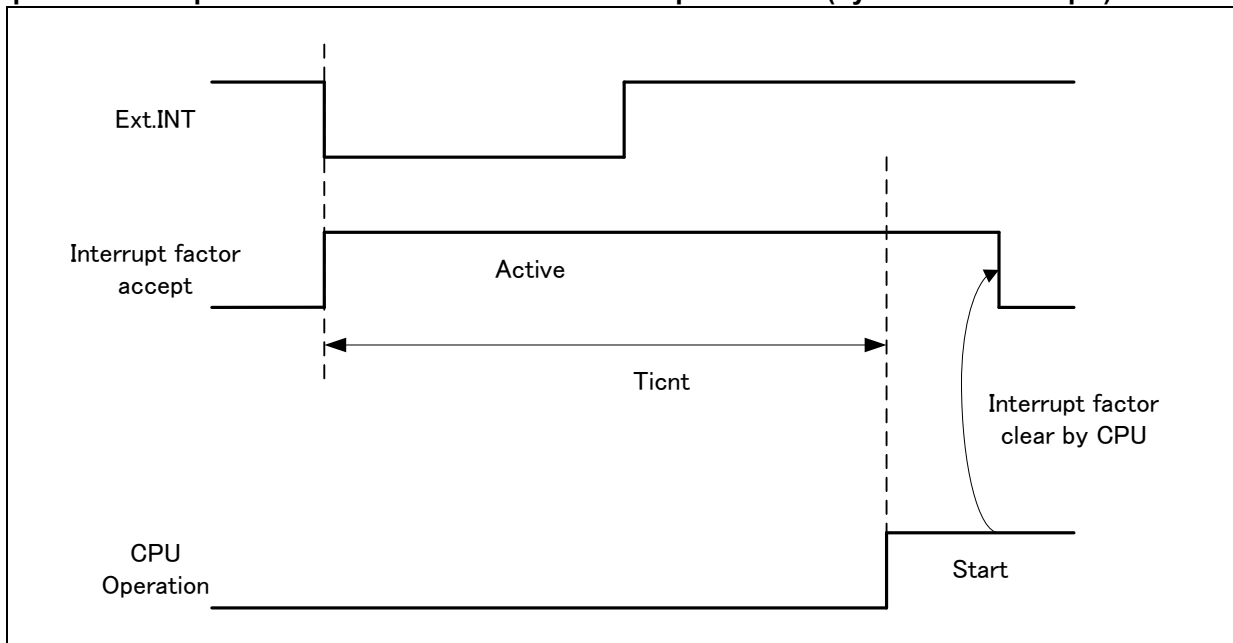 Ext.INT
Interrupt factor
accept
Active
Ticnt
Interrupt factor
clear by CPU
CPU
Operation
Start